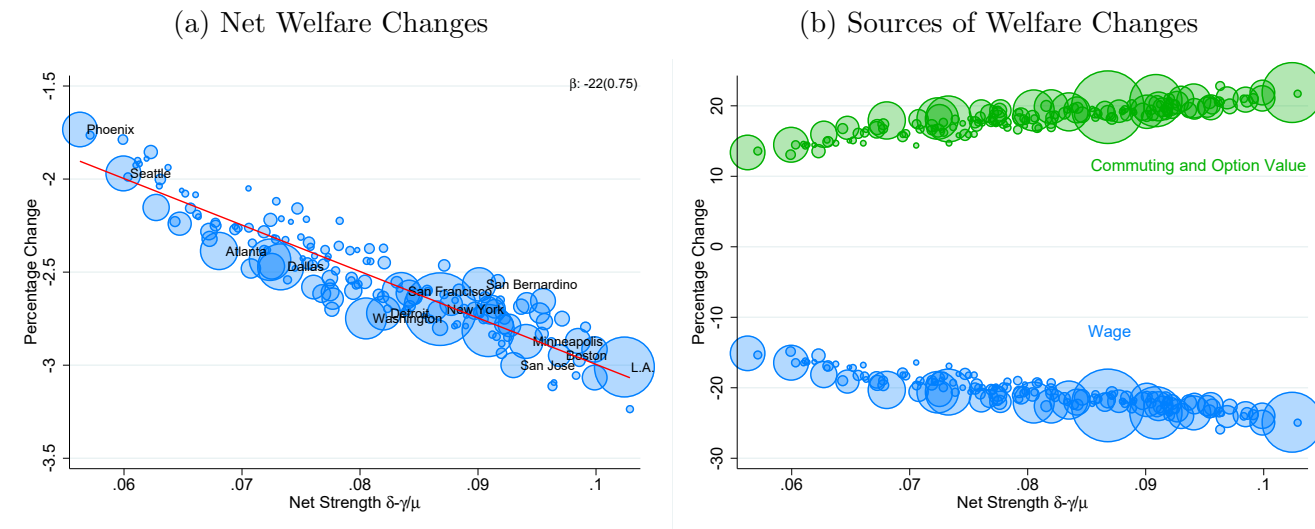 (a) Net Welfare Changes
β: -22(0.75)
Percentage Change
-1.5
-2
-2.5
-3
-3.5
Phoenix
Seattle
Atlanta
Dallas
San Francisco
San Bernardino
Detroit
New York
Washington
Minneapolis
Boston
San Jose
L.A.
.06 .07 .08 .09 .1
Net Strength δ-γ/μ
(b) Sources of Welfare Changes
Percentage Change
20
10
0
-10
-20
-30
Commuting and Option Value
Wage
.06 .07 .08 .09 .1
Net Strength δ-γ/μ